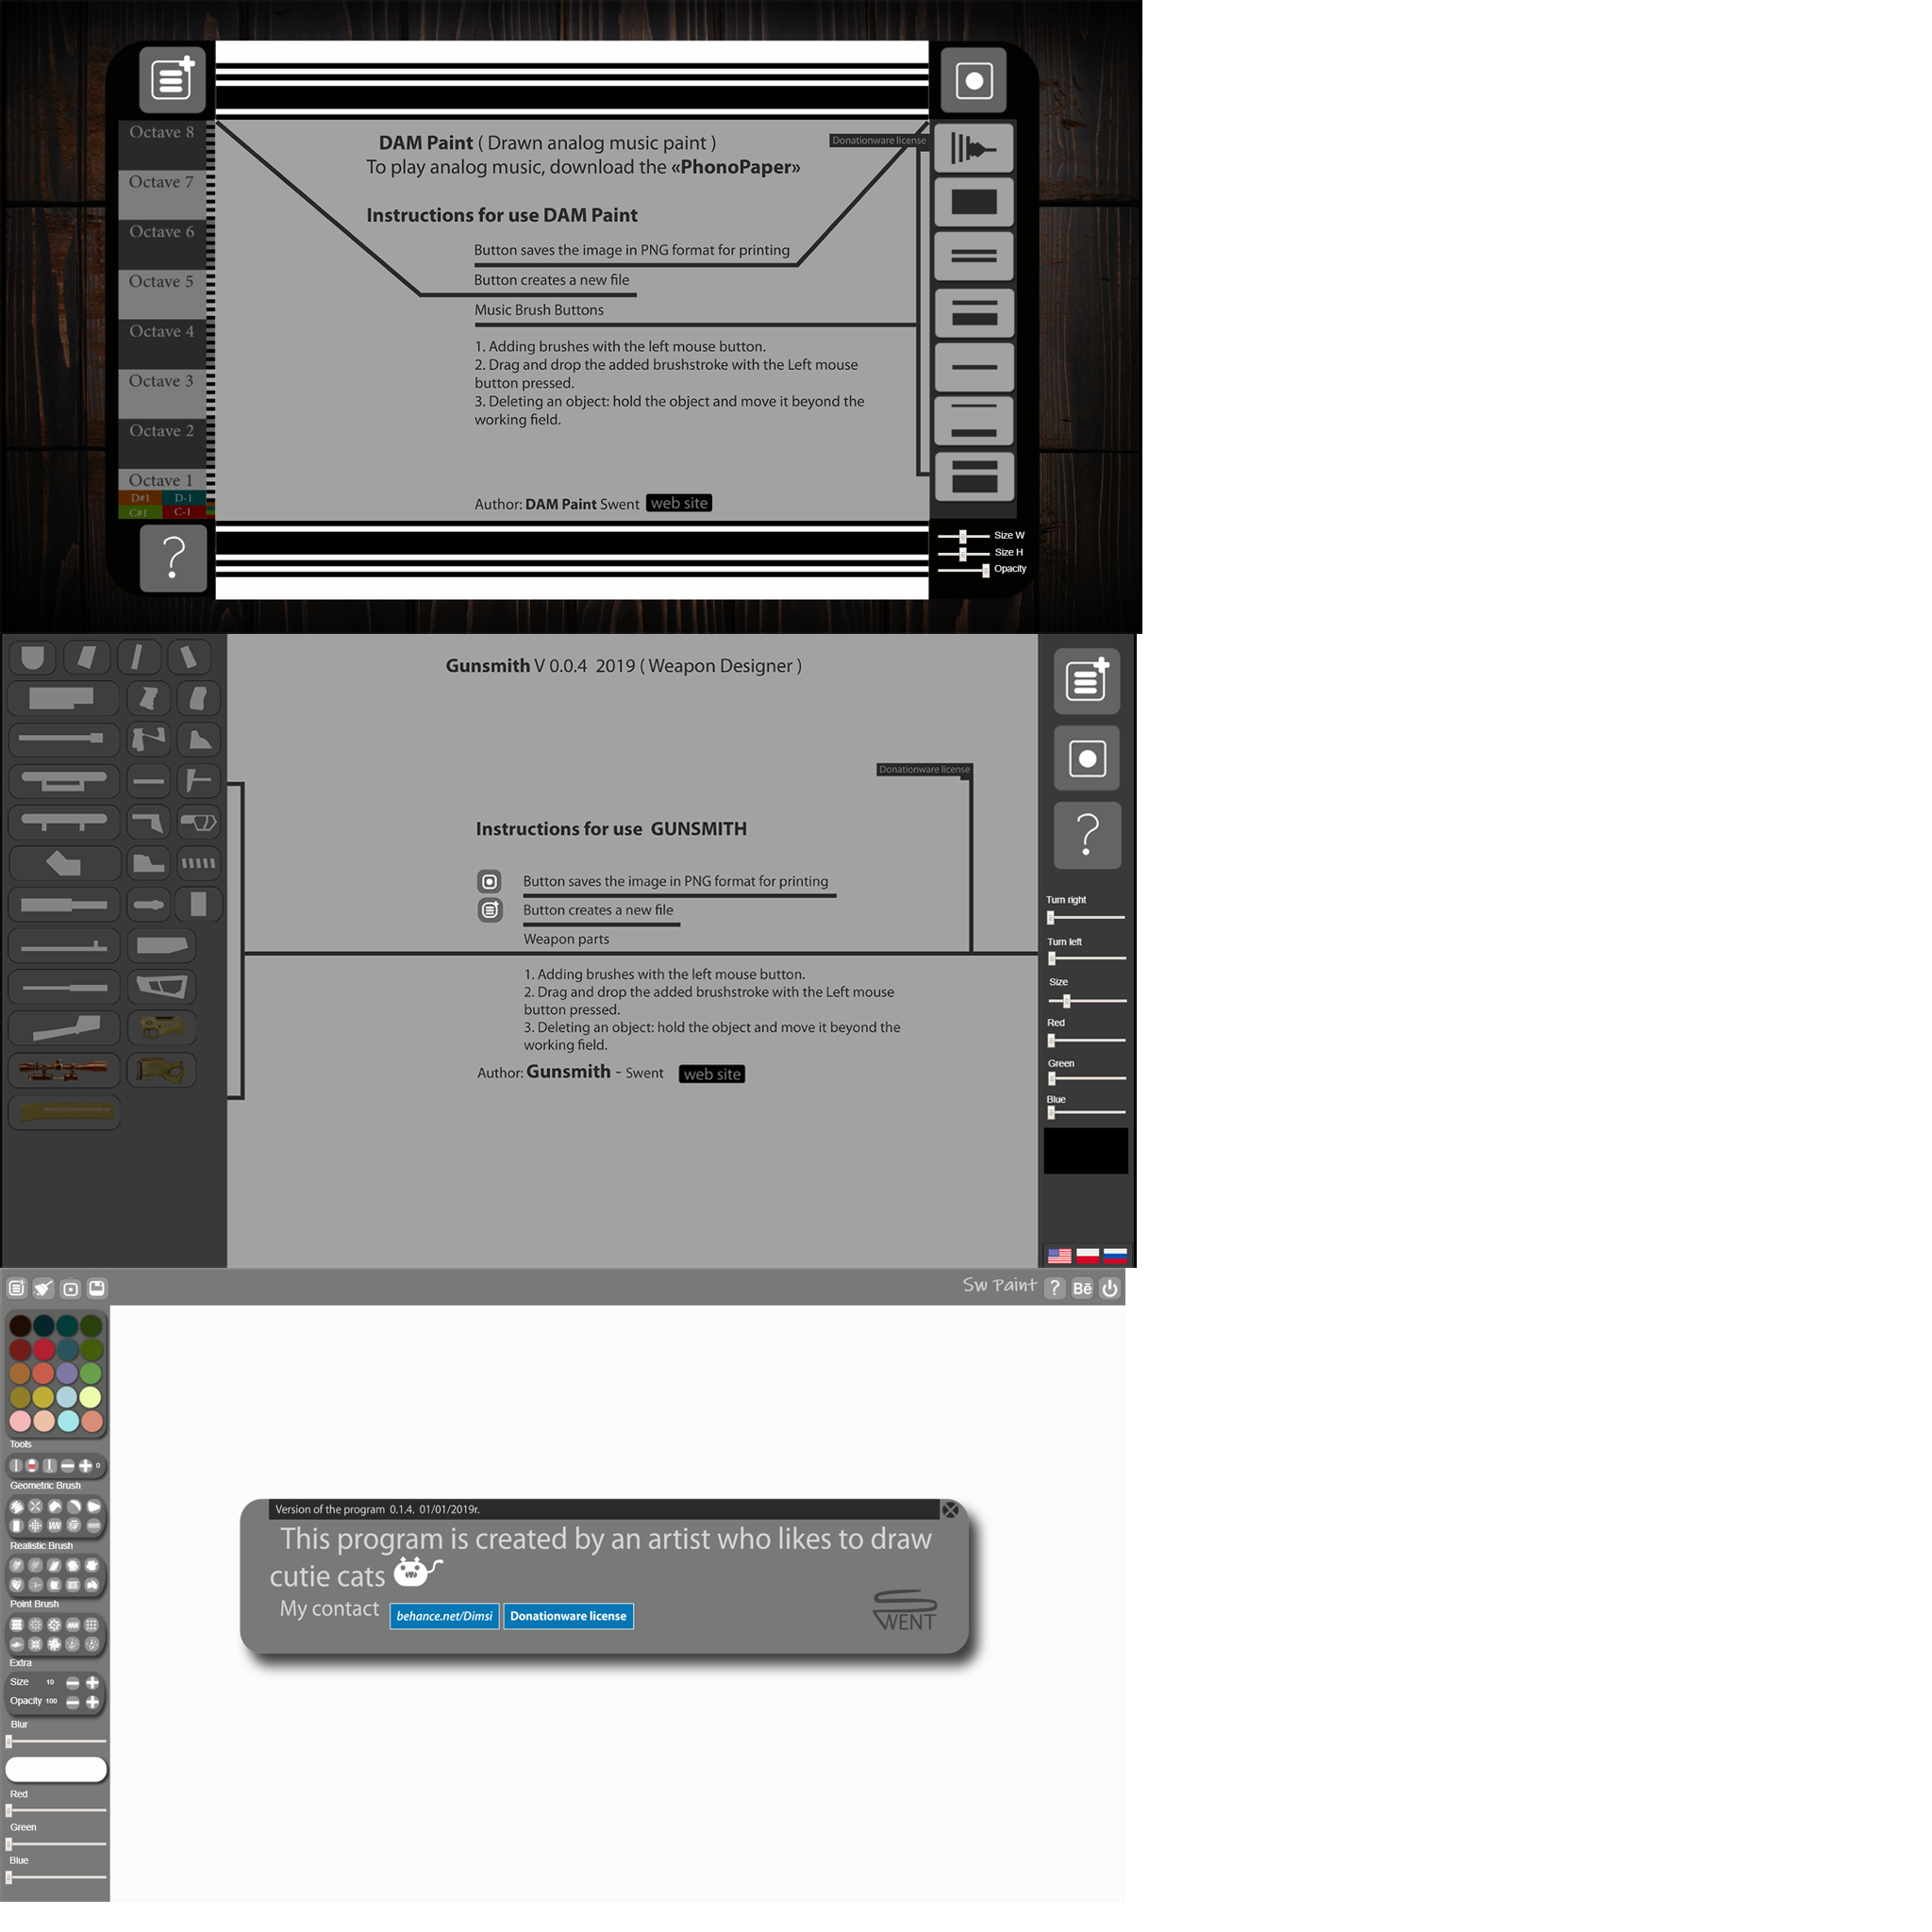 Octave 8
Octave 7
Octave 6
Octave 5
Octave 4
Octave 3
Octave 2
Octave 1
D#1 D-1
C#1 C-1
?
DAM Paint ( Drawn analog music paint )
To play analog music, download the «PhonoPaper»
Donationware license
Instructions for use DAM Paint
Button saves the image in PNG format for printing
Button creates a new file
Music Brush Buttons
1. Adding brushes with the left mouse button.
2. Drag and drop the added brushstroke with the Left mouse
button pressed.
3. Deleting an object: hold the object and move it beyond the
working field.
Author: DAM Paint Swent web site
Size W
Size H
Opacity
Gunsmith V 0.0.4 2019 ( Weapon Designer )
Donationware license
Instructions for use GUNSMITH
Button saves the image in PNG format for printing
Button creates a new file
Weapon parts
1. Adding brushes with the left mouse button.
2. Drag and drop the added brushstroke with the Left mouse
button pressed.
3. Deleting an object: hold the object and move it beyond the
working field.
Author: Gunsmith - Swent web site
?
Turn right
Turn left
Size
Red
Green
Blue
Sw Paint ? Bē
Tools
0
Geometric Brush
Realistic Brush
Point Brush
Extra
Size 10
Opacity 100
Blur
Red
Green
Blue
Version of the program 0.1.4. 01/01/2019r.
This program is created by an artist who likes to draw
cutie cats
My contact behance.net/Dimsi Donationware license
SWENT